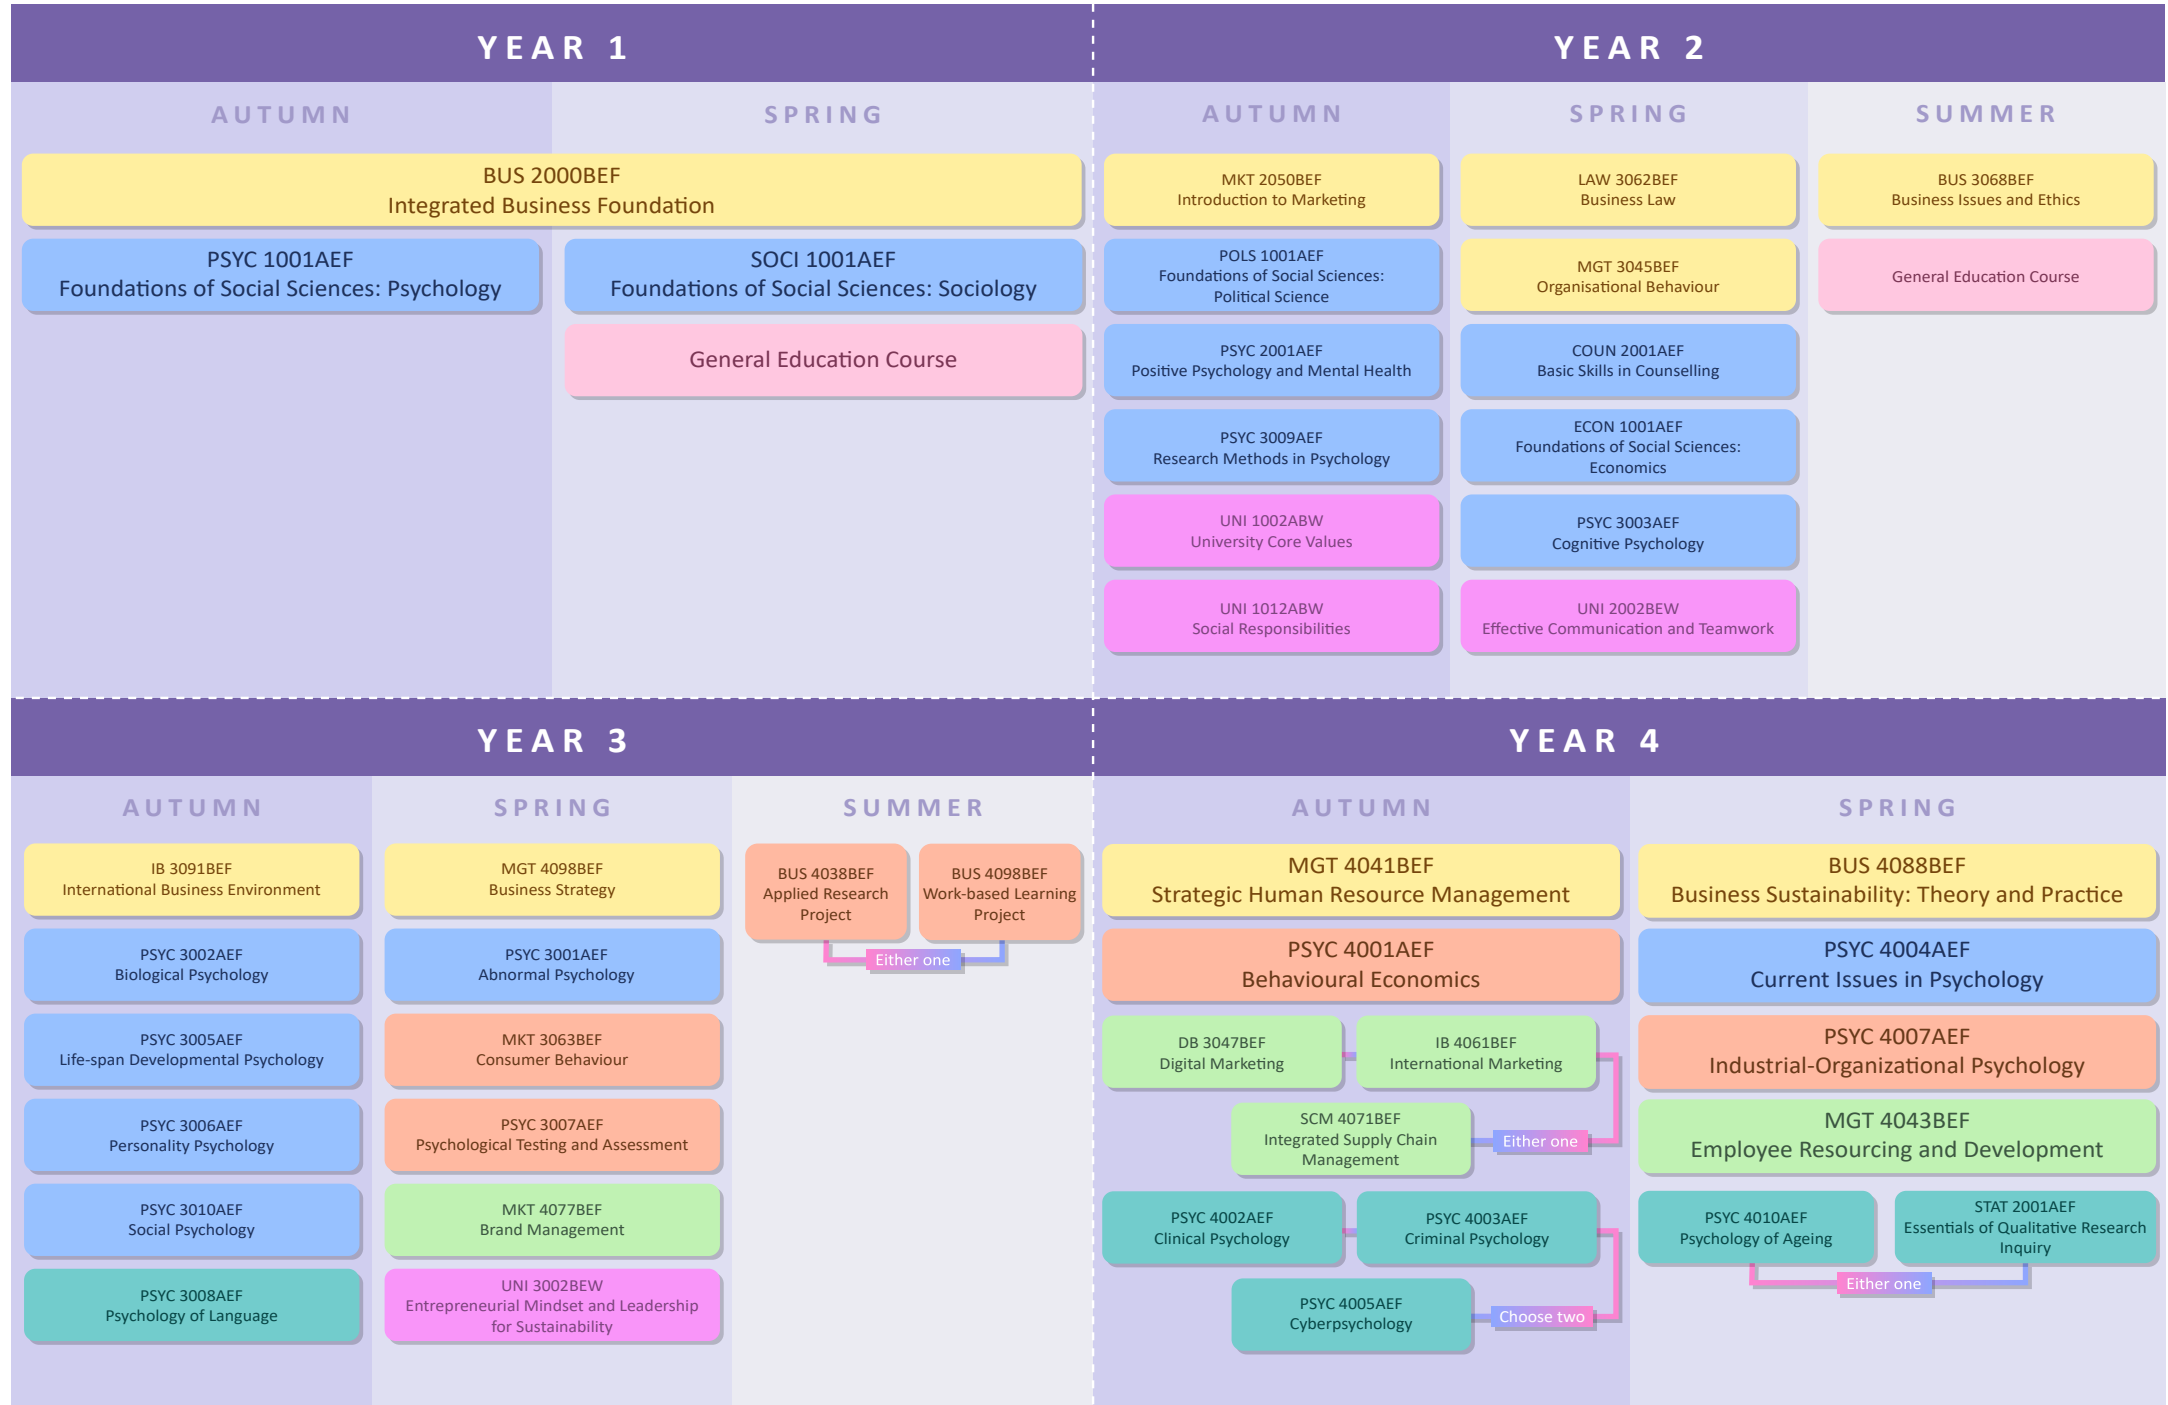 YEAR 1
AUTUMN
SPRING
BUS 2000BEF
Integrated Business Foundation
PSYC 1001AEF
Foundations of Social Sciences: Psychology
SOCI 1001AEF
Foundations of Social Sciences: Sociology
General Education Course
YEAR 2
AUTUMN
SPRING
SUMMER
MKT 2050BEF
Introduction to Marketing
POLS 1001AEF
Foundations of Social Sciences:
Political Science
PSYC 2001AEF
Positive Psychology and Mental Health
PSYC 3009AEF
Research Methods in Psychology
UNI 1002ABW
University Core Values
UNI 1012ABW
Social Responsibilities
LAW 3062BEF
Business Law
MGT 3045BEF
Organisational Behaviour
COUN 2001AEF
Basic Skills in Counselling
ECON 1001AEF
Foundations of Social Sciences:
Economics
PSYC 3003AEF
Cognitive Psychology
UNI 2002BEW
Effective Communication and Teamwork
BUS 3068BEF
Business Issues and Ethics
General Education Course
YEAR 3
AUTUMN
SPRING
SUMMER
IB 3091BEF
International Business Environment
PSYC 3002AEF
Biological Psychology
PSYC 3005AEF
Life-span Developmental Psychology
PSYC 3006AEF
Personality Psychology
PSYC 3010AEF
Social Psychology
PSYC 3008AEF
Psychology of Language
MGT 4098BEF
Business Strategy
PSYC 3001AEF
Abnormal Psychology
MKT 3063BEF
Consumer Behaviour
PSYC 3007AEF
Psychological Testing and Assessment
MKT 4077BEF
Brand Management
UNI 3002BEW
Entrepreneurial Mindset and Leadership
for Sustainability
BUS 4038BEF
Applied Research
Project
BUS 4098BEF
Work-based Learning
Project
Either one
YEAR 4
AUTUMN
SPRING
MGT 4041BEF
Strategic Human Resource Management
PSYC 4001AEF
Behavioural Economics
DB 3047BEF
Digital Marketing
IB 4061BEF
International Marketing
SCM 4071BEF
Integrated Supply Chain
Management
Either one
PSYC 4002AEF
Clinical Psychology
PSYC 4003AEF
Criminal Psychology
PSYC 4005AEF
Cyberpsychology
Choose two
BUS 4088BEF
Business Sustainability: Theory and Practice
PSYC 4004AEF
Current Issues in Psychology
PSYC 4007AEF
Industrial-Organizational Psychology
MGT 4043BEF
Employee Resourcing and Development
PSYC 4010AEF
Psychology of Ageing
STAT 2001AEF
Essentials of Qualitative Research
Inquiry
Either one